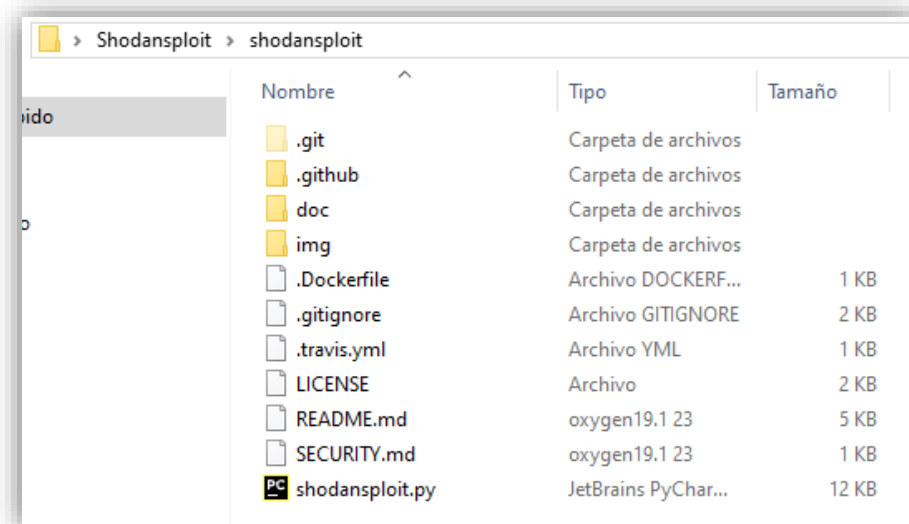 Shodansploit > shodansploit
Nombre Tipo Tamaño
ido
.git Carpeta de archivos
.github Carpeta de archivos
o
doc Carpeta de archivos
img Carpeta de archivos
.Dockerfile Archivo DOCKERF... 1 KB
.gitignore Archivo GITIGNORE 2 KB
.travis.yml Archivo YML 1 KB
LICENSE Archivo 2 KB
README.md oxygen19.1 23 5 KB
SECURITY.md oxygen19.1 23 1 KB
PC shodansploit.py JetBrains PyChar... 12 KB